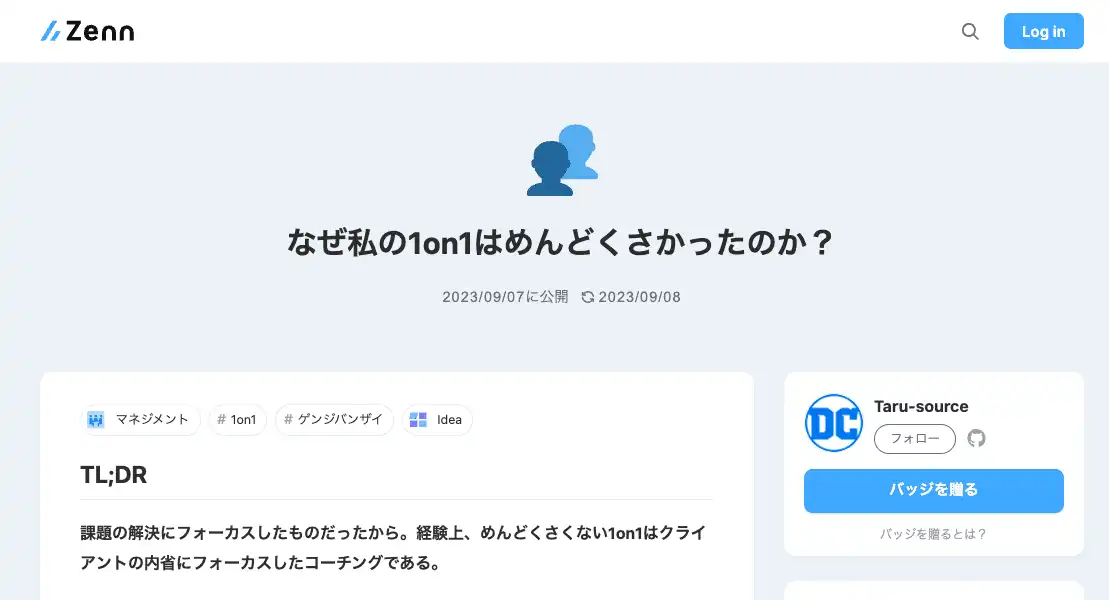 Zenn
Log in
なぜ私の1on1はめんどくさかったのか？
2023/09/07に公開 2023/09/08
マネジメント # 1on1 # ゲンジバンザイ Idea
TL;DR
課題の解決にフォーカスしたものだったから。経験上、めんどくさくない1on1はクライ
アントの内省にフォーカスしたコーチングである。
DC
Taru-source
フォロー
バッジを贈る
バッジを贈るとは？